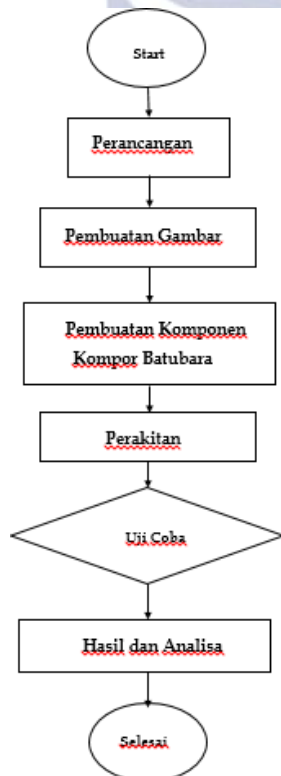 Start
Perancangan
Pembuatan Gambar
Pembuatan Komponen
Kompor Batubara
Perakitan
Uji Coba
Hasil dan Analisa
Selesai